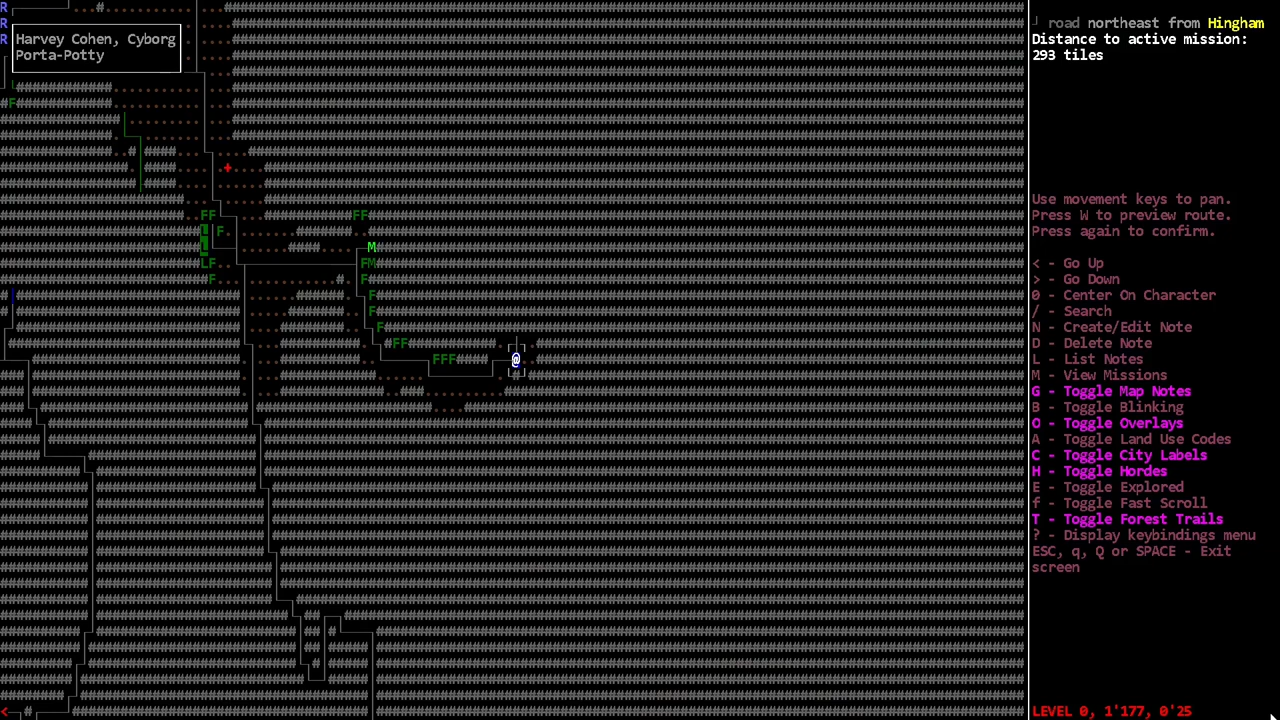 Harvey Cohen, Cyborg
Porta-Potty
┘ road northeast from Hingham
Distance to active mission:
293 tiles
Use movement keys to pan.
Press W to preview route.
Press again to confirm.
< - Go Up
> - Go Down
0 - Center On Character
/ - Search
N - Create/Edit Note
D - Delete Note
L - List Notes
M - View Missions
G - Toggle Map Notes
B - Toggle Blinking
O - Toggle Overlays
A - Toggle Land Use Codes
C - Toggle City Labels
H - Toggle Hordes
E - Toggle Explored
f - Toggle Fast Scroll
T - Toggle Forest Trails
? - Display keybindings menu
ESC, q, Q or SPACE - Exit
screen
LEVEL 0, 1'177, 0'25